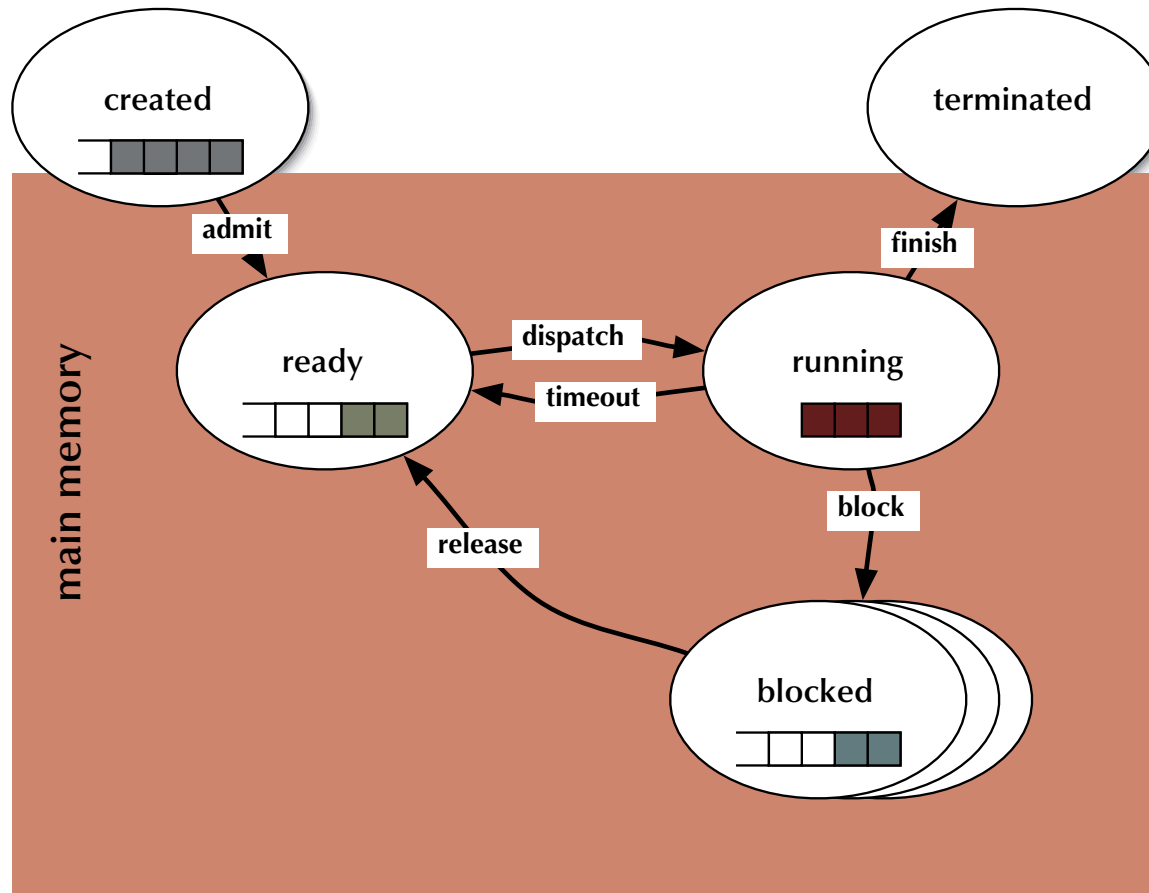 created
terminated
admit
finish
ready
dispatch
running
timeout
main memory
block
release
blocked